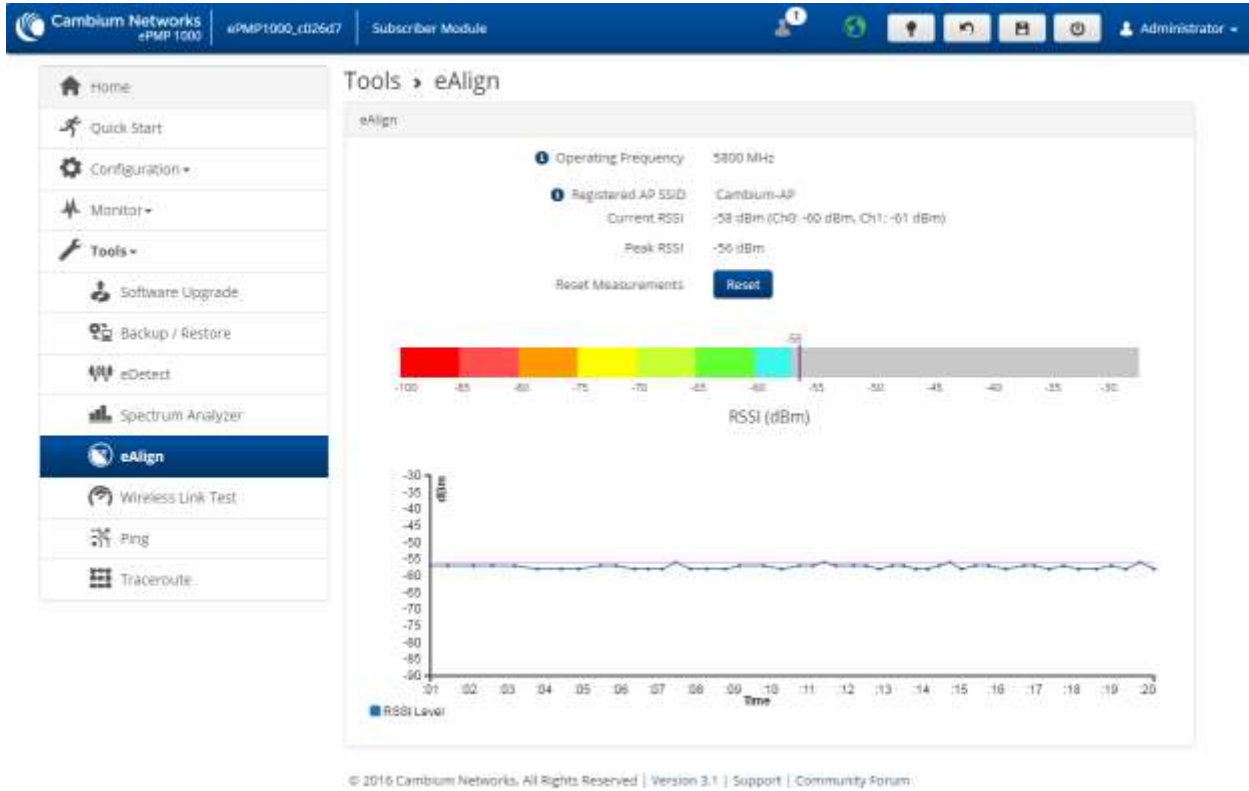 Cambium Networks
ePMP 1000
ePMP1000_c026d7
Subscriber Module
1
Administrator
Home
Quick Start
Configuration
Monitor
Tools
Software Upgrade
Backup / Restore
eDetect
Spectrum Analyzer
eAlign
Wireless Link Test
Ping
Traceroute
Tools > eAlign
eAlign
Operating Frequency 5800 MHz
Registered AP SSID Cambium-AP
Current RSSI -58 dBm (Ch0: -60 dBm, Ch1: -61 dBm)
Peak RSSI -56 dBm
Reset Measurements Reset
-100 -85 -80 -75 -70 -65 -60 -55 -50 -45 -40 -35 -30
RSSI (dBm)
dBm
-30
-35
-40
-45
-50
-55
-60
-65
-70
-75
-80
-85
-90
:01 :02 :03 :04 :05 :06 :07 :08 :09 :10 :11 :12 :13 :14 :15 :16 :17 :18 :19 :20
Time
RSSI Level
© 2016 Cambium Networks. All Rights Reserved | Version 3.1 | Support | Community Forum